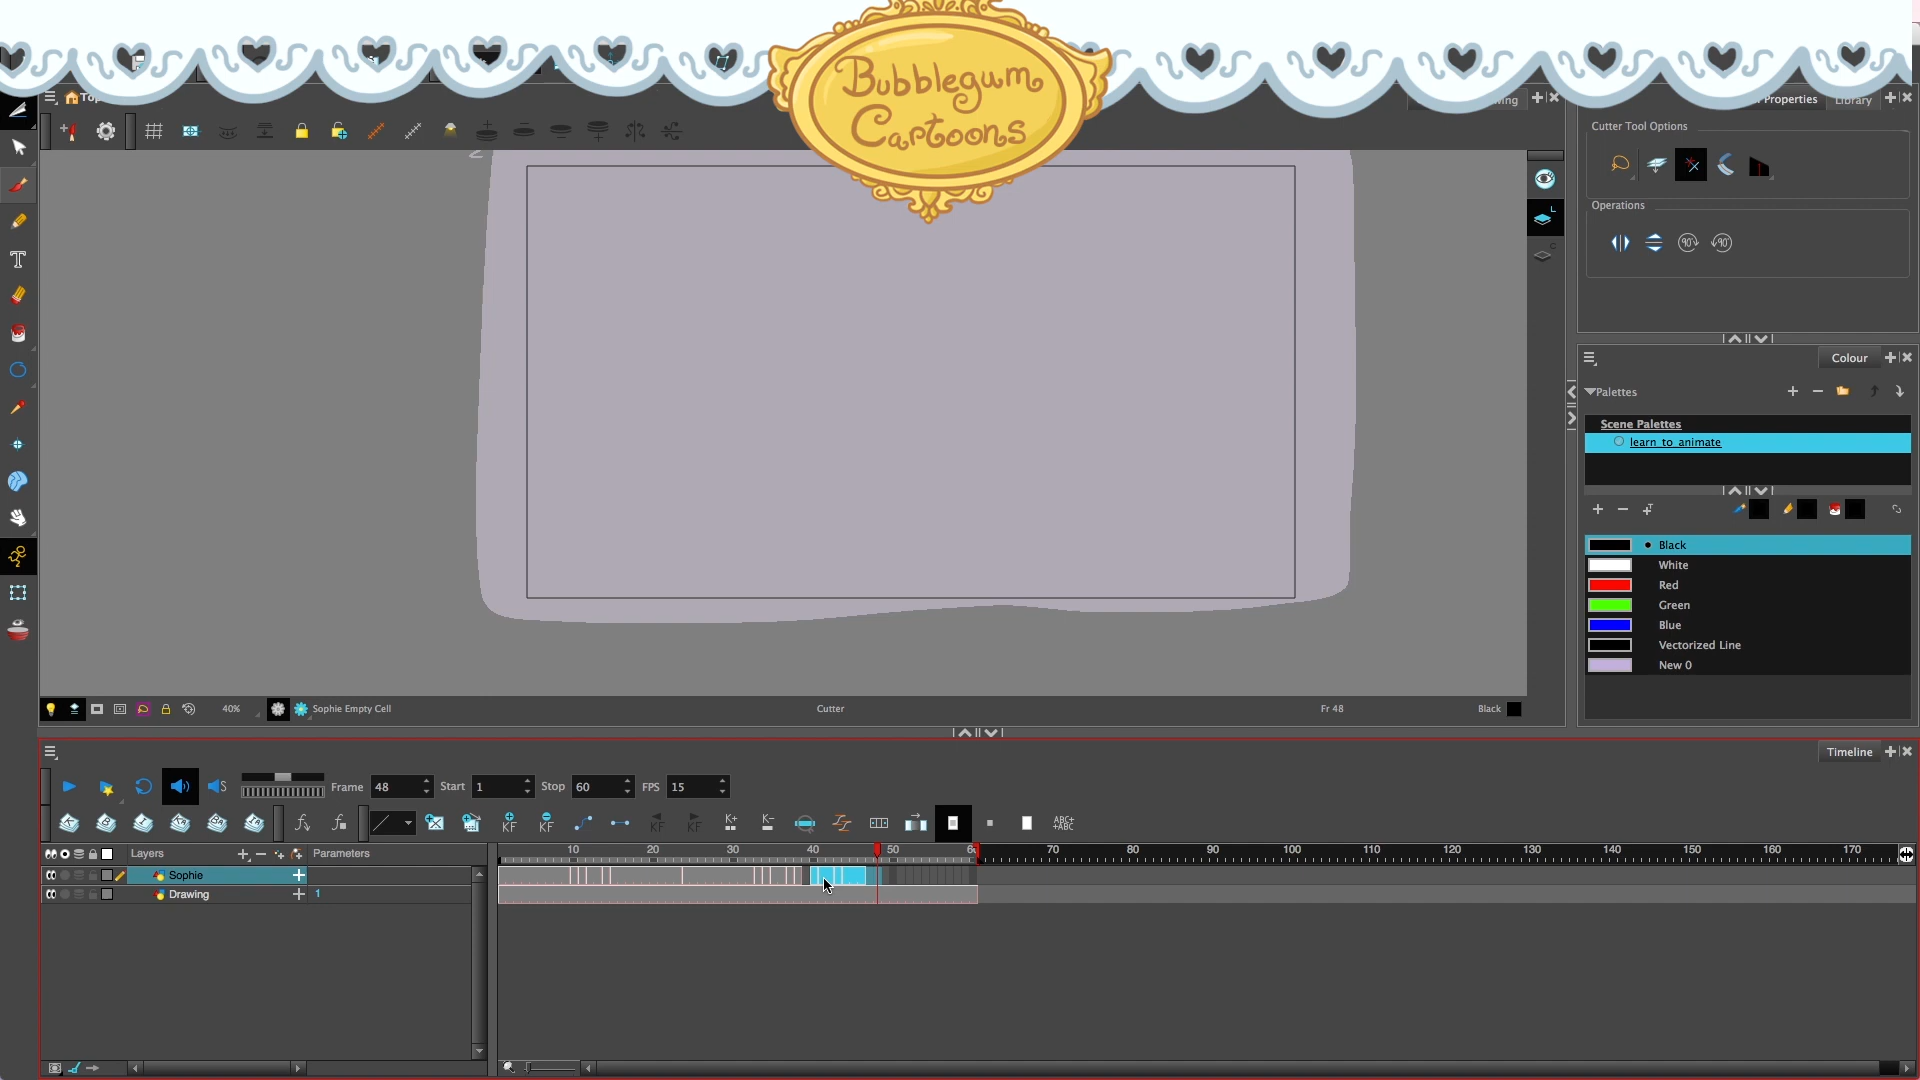 Bubblegum
Cartoons
Top
Properties
Library
Cutter Tool Options
Operations
Colour
Palettes
Scene Palettes
learn_to_animate
Black
White
Red
Green
Blue
Vectorized Line
New 0
40%
Sophie Empty Cell
Cutter
Fr 48
Black
Timeline
Frame 48 Start 1 Stop 60 FPS 15
Layers
Parameters
10 20 30 40 50 70 80 90 100 110 120 130 140 150 160 170
Sophie
Drawing 1